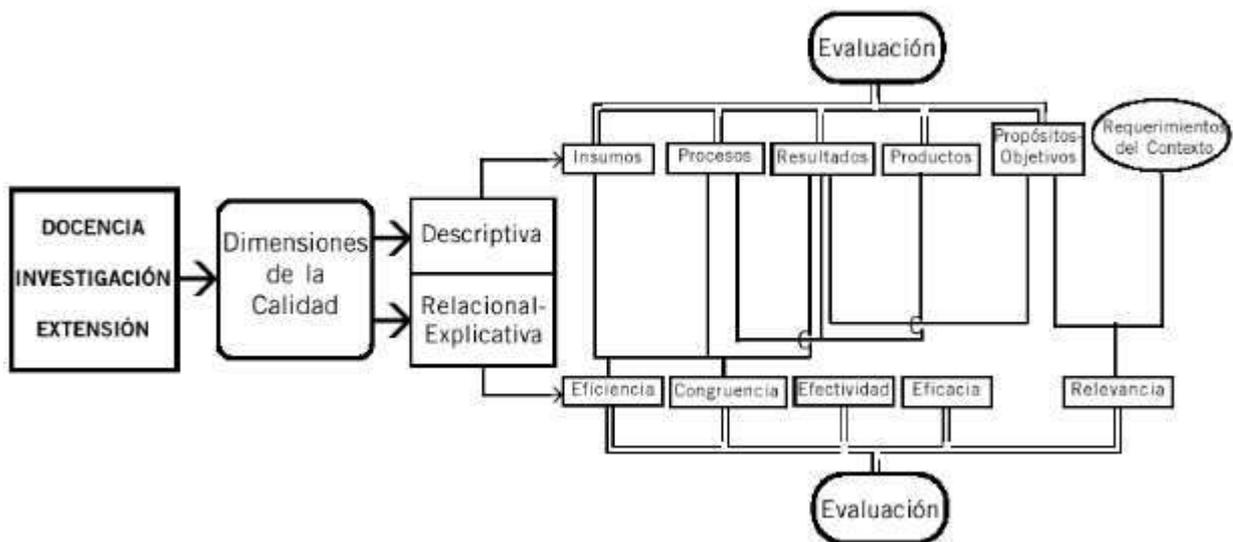 Evaluación
Insumos
Procesos
Resultados
Productos
Propósitos-
Objetivos
Requerimientos
del Contexto
DOCENCIA
INVESTIGACIÓN
EXTENSIÓN
Dimensiones
de la
Calidad
Descriptiva
Relacional-
Explicativa
Eficiencia
Congruencia
Efectividad
Eficacia
Relevancia
Evaluación